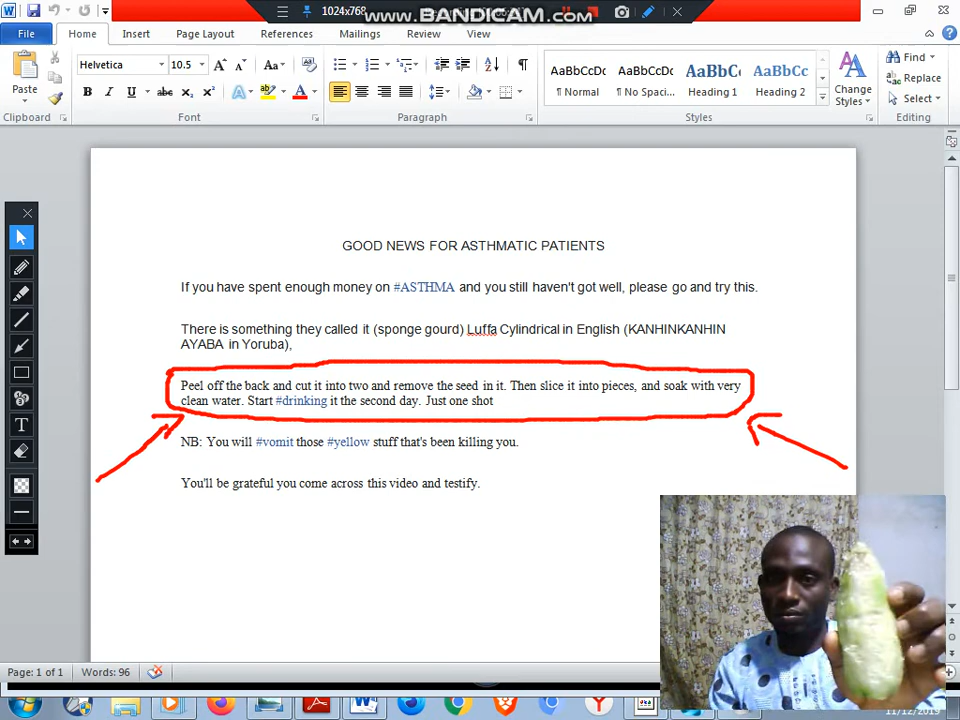 1024x768
www.BANDICAM.com
File Home Insert Page Layout References Mailings Review View
Helvetica 10.5
Paste
B I U abc X₂ X² A ab A
AaBbCcDc AaBbCcDc AaBbCc AaBbCc
¶ Normal ¶ No Spaci... Heading 1 Heading 2
Change Styles
Find
Replace
Select
Clipboard Font Paragraph Styles Editing
GOOD NEWS FOR ASTHMATIC PATIENTS
If you have spent enough money on #ASTHMA and you still haven't got well, please go and try this.
There is something they called it (sponge gourd) Luffa Cylindrical in English (KANHINKANHIN
AYABA in Yoruba),
Peel off the back and cut it into two and remove the seed in it. Then slice it into pieces, and soak with very
clean water. Start #drinking it the second day. Just one shot
NB: You will #vomit those #yellow stuff that's been killing you.
You'll be grateful you come across this video and testify.
Page: 1 of 1 Words: 96